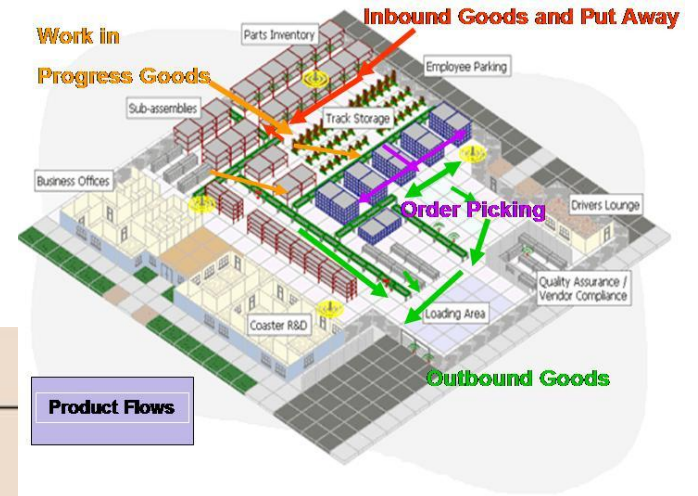 Inbound Goods and Put Away
Work in
Progress Goods
Parts Inventory
Employee Parking
Sub-assemblies
Track Storage
Business Offices
Order Picking
Drivers Lounge
Quality Assurance /
Vendor Compliance
Loading Area
Coaster R&D
Outbound Goods
Product Flows